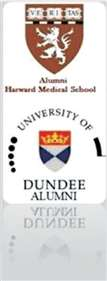 VE RI TAS
Alumni
Harvard Medical School
UNIVERSITY OF
DUNDEE
ALUMNI